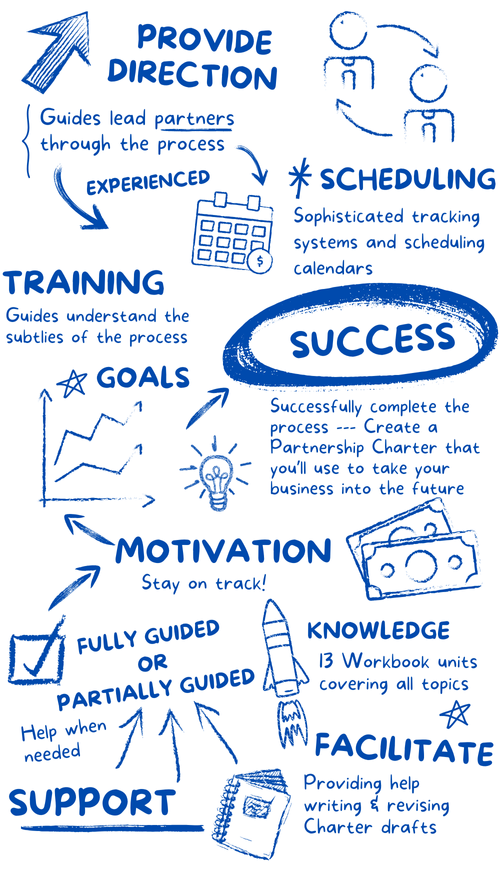 PROVIDE
DIRECTION
Guides lead partners
through the process
EXPERIENCED
SCHEDULING
Sophisticated tracking
systems and scheduling
calendars
$
TRAINING
Guides understand the
subtlies of the process
SUCCESS
GOALS
Successfully complete the
process --- Create a
Partnership Charter that
you'll use to take your
business into the future
MOTIVATION
Stay on track!
FULLY GUIDED
OR
PARTIALLY GUIDED
KNOWLEDGE
13 Workbook units
covering all topics
Help when
needed
FACILITATE
SUPPORT
Providing help
writing & revising
Charter drafts